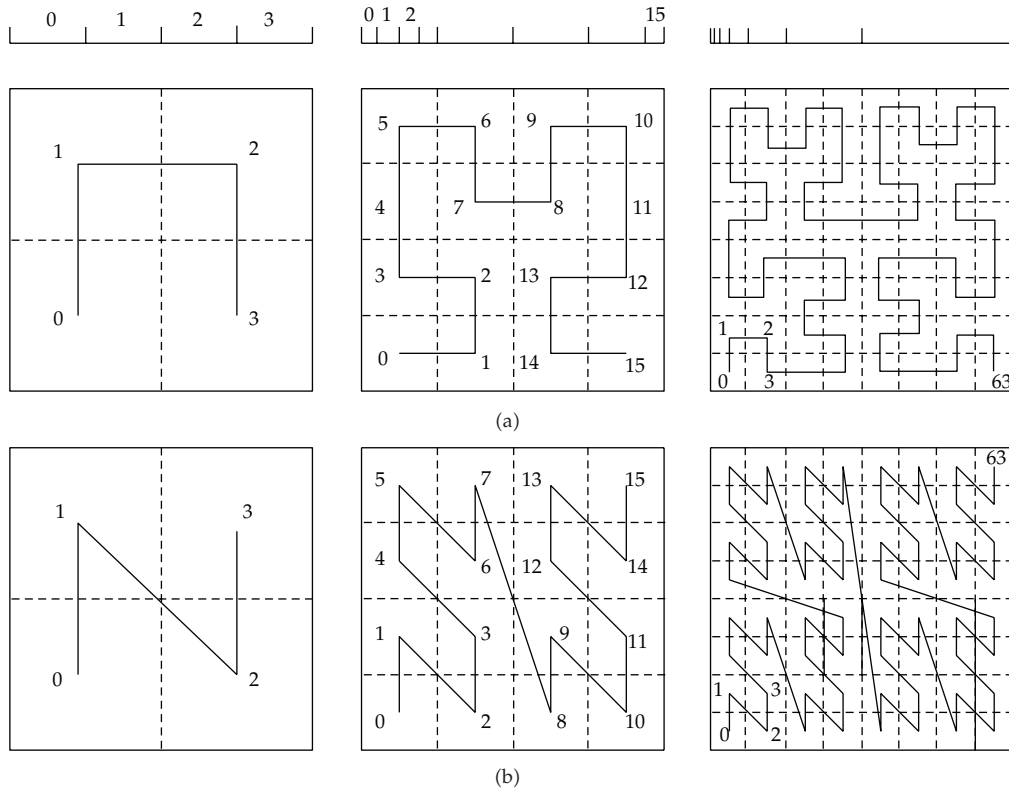 0 1 2 3
0 1 2 15
1 2
0 3
5 6 9 10
4 7 8 11
3 2 13 12
0 1 14 15
1 2
0 3 63
(a)
1 3
0 2
5 7 13 15
4 6 12 14
1 3 9 11
0 2 8 10
63
1 3
0 2
(b)